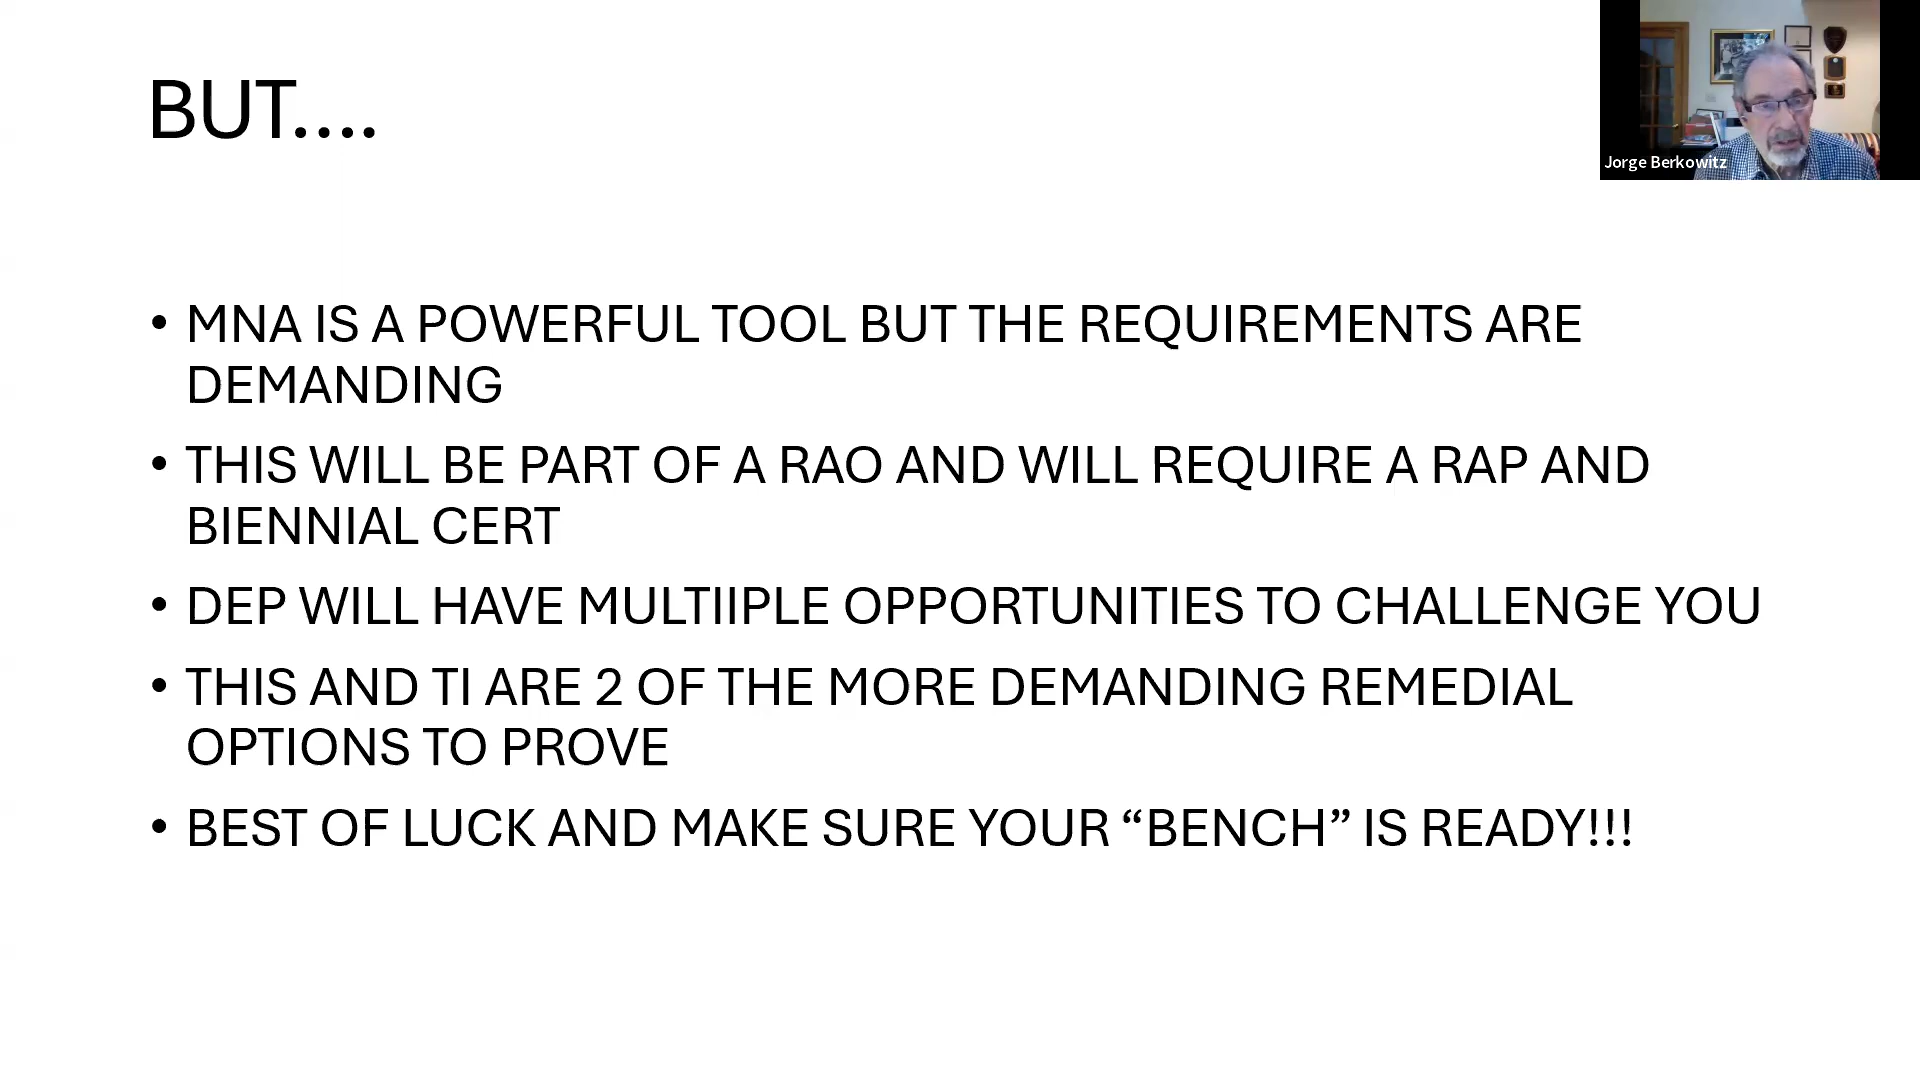 BUT....
Jorge Berkowitz
• MNA IS A POWERFUL TOOL BUT THE REQUIREMENTS ARE
DEMANDING
• THIS WILL BE PART OF A RAO AND WILL REQUIRE A RAP AND
BIENNIAL CERT
• DEP WILL HAVE MULTIIPLE OPPORTUNITIES TO CHALLENGE YOU
• THIS AND TI ARE 2 OF THE MORE DEMANDING REMEDIAL
OPTIONS TO PROVE
• BEST OF LUCK AND MAKE SURE YOUR “BENCH” IS READY!!!